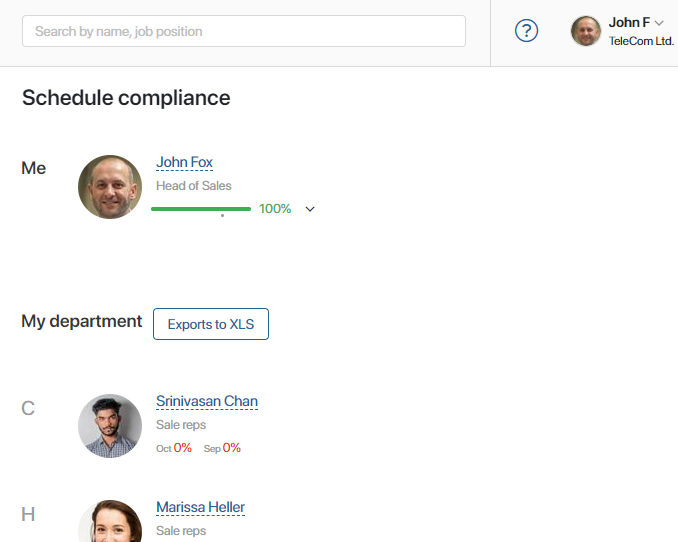 Search by name, job position
?
John F
TeleCom Ltd.
Schedule compliance
Me
John Fox
Head of Sales
100%
My department
Exports to XLS
C
Srinivasan Chan
Sale reps
Oct 0% Sep 0%
H
Marissa Heller
Sale reps